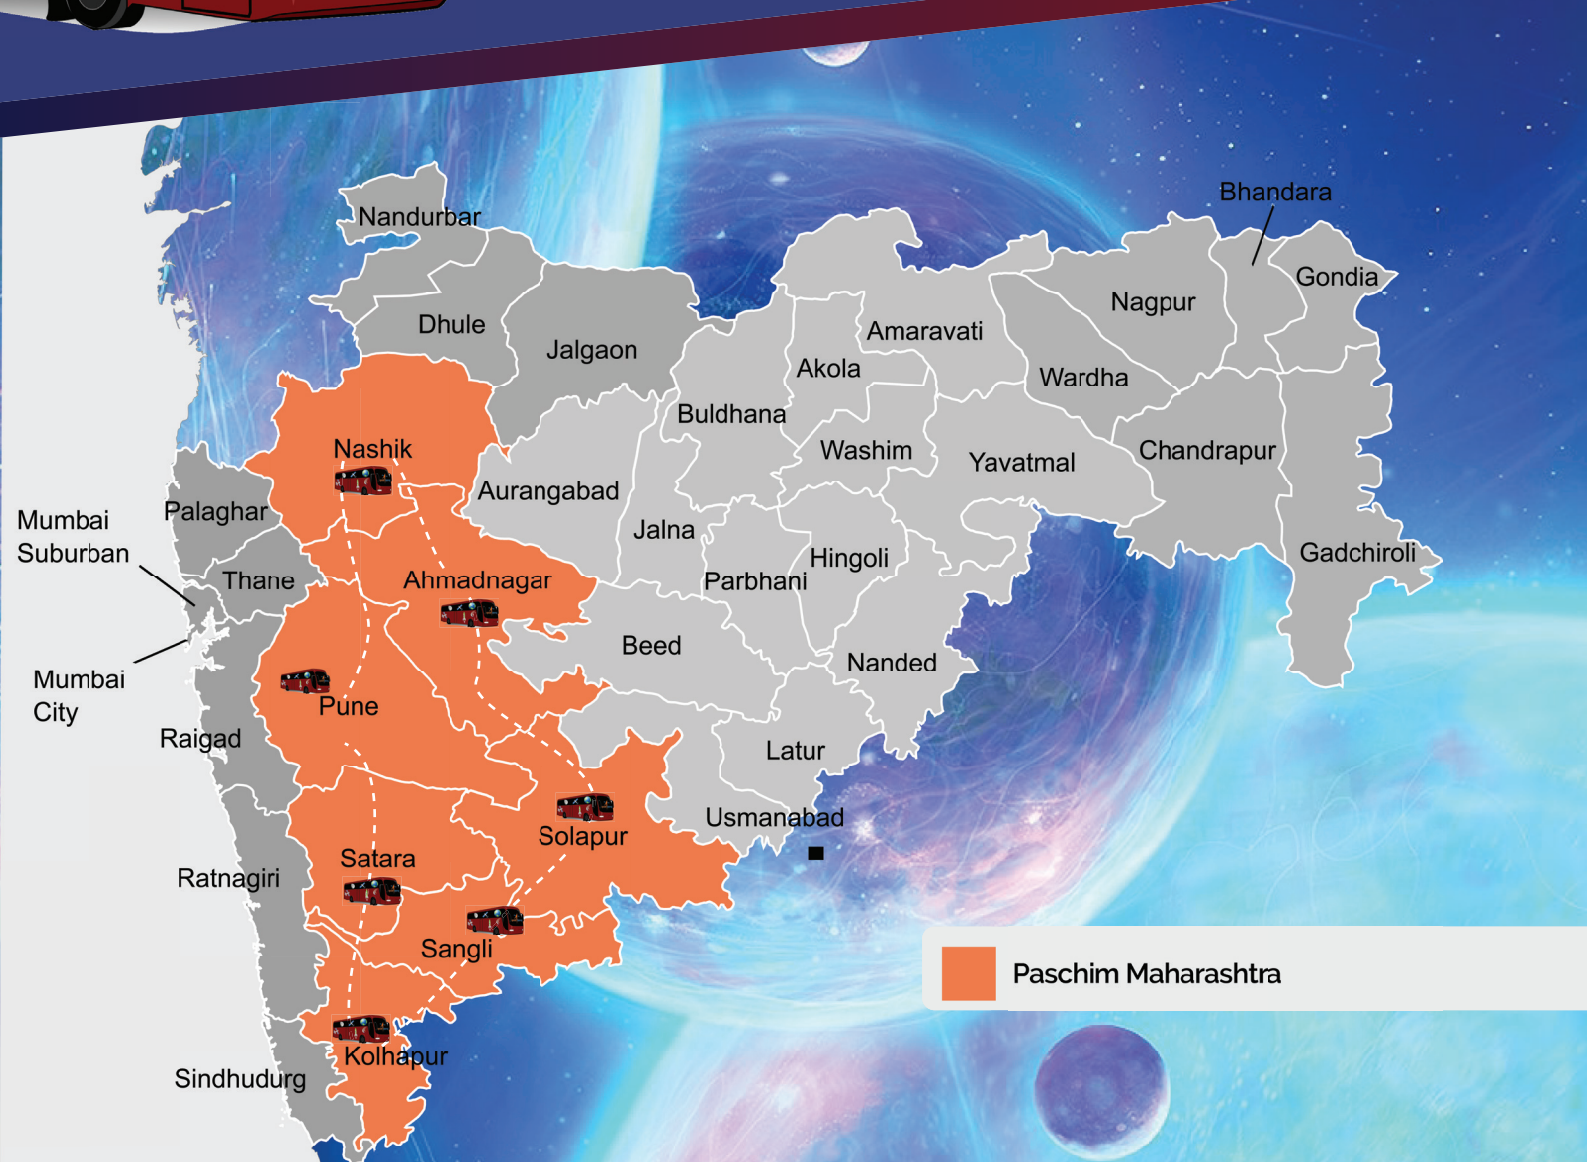 Bhandara
Nandurbar
Gondia
Nagpur
Dhule
Amaravati
Jalgaon
Akola
Wardha
Buldhana
Nashik
Washim
Chandrapur
Yavatmal
Aurangabad
Palaghar
Mumbai
Suburban
Jalna
Hingoli
Gadchiroli
Thane
Ahmadnagar
Parbhani
Beed
Nanded
Mumbai
City
Pune
Raigad
Latur
Usmanabad
Solapur
Satara
Ratnagiri
Sangli
Paschim Maharashtra
Kolhapur
Sindhudurg